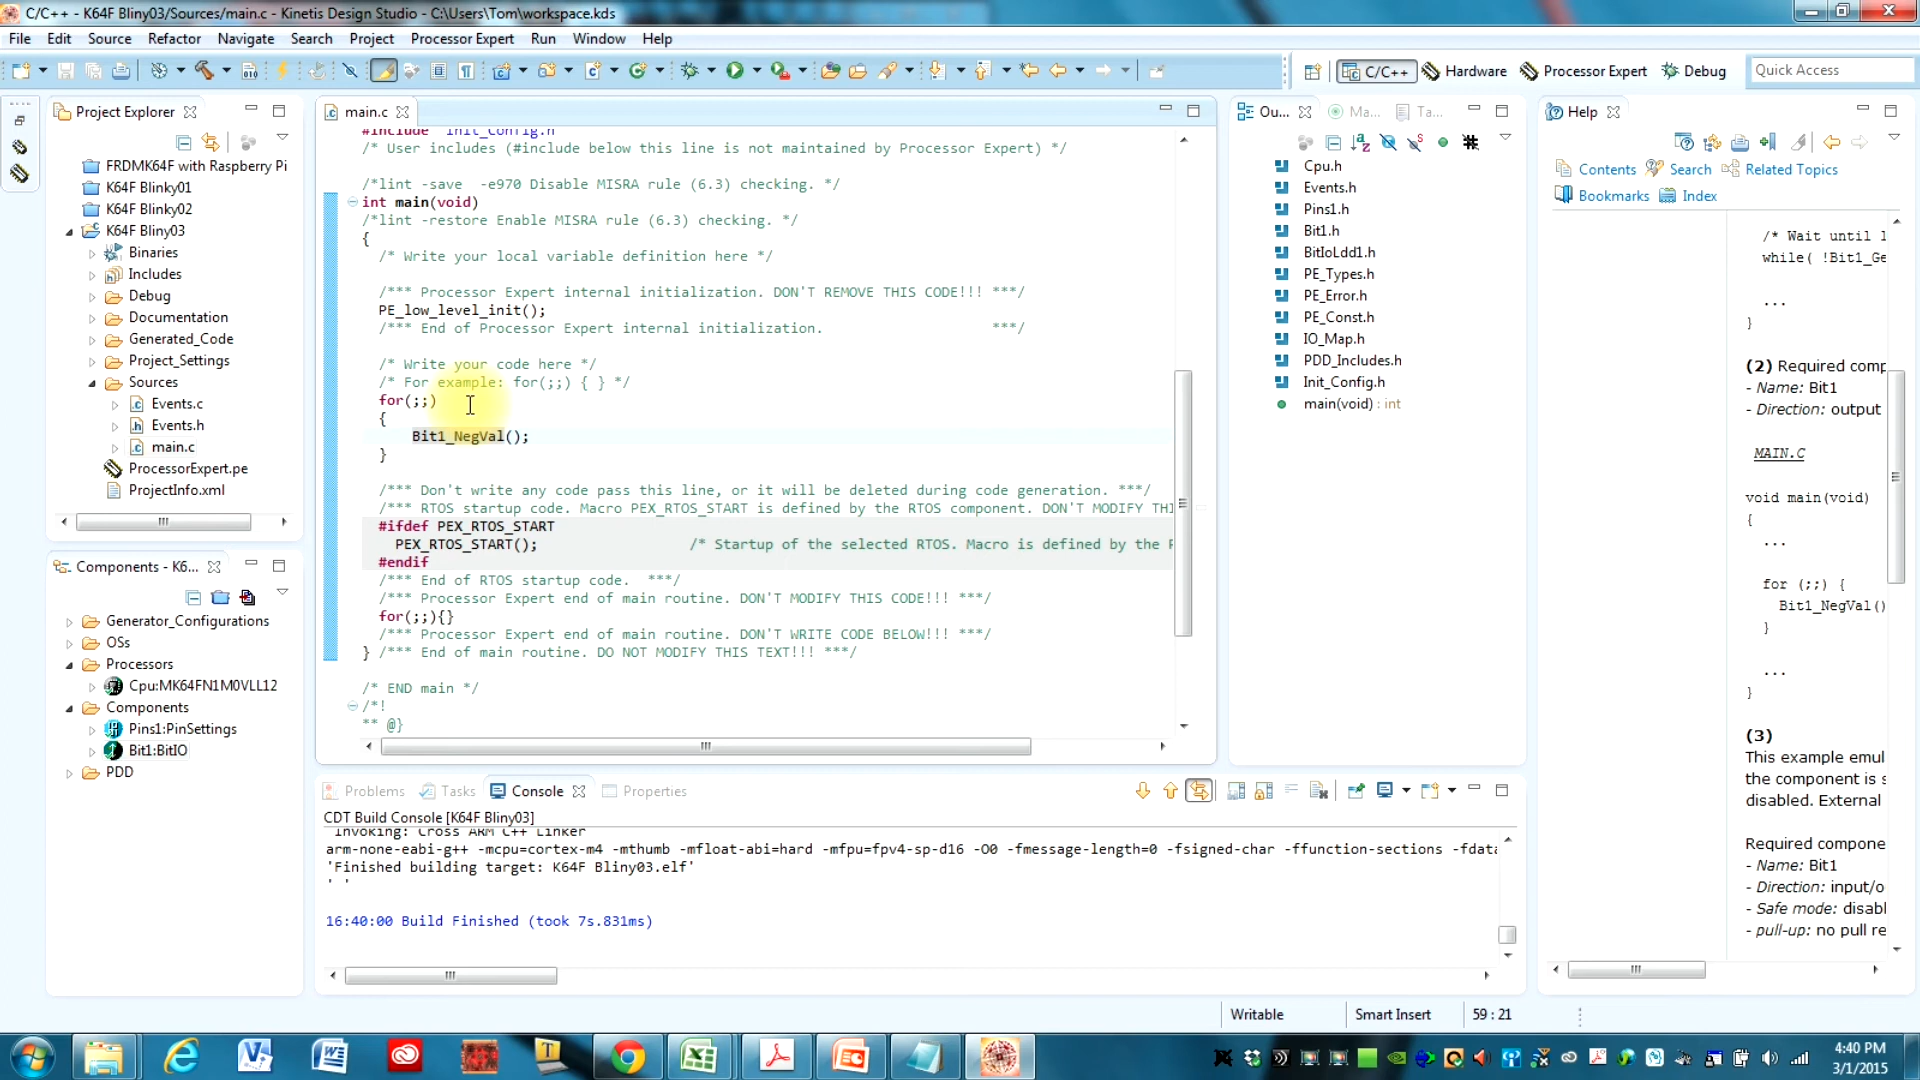 C/C++ - K64F Bliny03/Sources/main.c - Kinetis Design Studio - C:\Users\Tom\workspace.kds
File Edit Source Refactor Navigate Search Project Processor Expert Run Window Help
C/C++ Hardware Processor Expert Debug Quick Access
Project Explorer
FRDMK64F with Raspberry Pi
K64F Blinky01
K64F Blinky02
K64F Bliny03
Binaries
Includes
Debug
Documentation
Generated_Code
Project_Settings
Sources
Events.c
Events.h
main.c
ProcessorExpert.pe
ProjectInfo.xml
Components - K6...
Generator_Configurations
OSs
Processors
Cpu:MK64FN1M0VLL12
Components
Pins1:PinSettings
Bit1:BitIO
PDD
main.c
#include "Init_Config.h"
/* User includes (#include below this line is not maintained by Processor Expert) */
/*lint -save  -e970 Disable MISRA rule (6.3) checking. */
int main(void)
/*lint -restore Enable MISRA rule (6.3) checking. */
{
/* Write your local variable definition here */
/*** Processor Expert internal initialization. DON'T REMOVE THIS CODE!!! ***/
PE_low_level_init();
/*** End of Processor Expert internal initialization.                    ***/
/* Write your code here */
/* For example: for(;;) { } */
for(;;)
{
Bit1_NegVal();
}
/*** Don't write any code pass this line, or it will be deleted during code generation. ***/
/*** RTOS startup code. Macro PEX_RTOS_START is defined by the RTOS component. DON'T MODIFY THI
#ifdef PEX_RTOS_START
PEX_RTOS_START();                  /* Startup of the selected RTOS. Macro is defined by the R
#endif
/*** End of RTOS startup code.  ***/
/*** Processor Expert end of main routine. DON'T MODIFY THIS CODE!!! ***/
for(;;){}
/*** Processor Expert end of main routine. DON'T WRITE CODE BELOW!!! ***/
} /*** End of main routine. DO NOT MODIFY THIS TEXT!!! ***/
/* END main */
/*!
** @}
Problems Tasks Console Properties
CDT Build Console [K64F Bliny03]
'Invoking: Cross ARM C++ Linker'
arm-none-eabi-g++ -mcpu=cortex-m4 -mthumb -mfloat-abi=hard -mfpu=fpv4-sp-d16 -O0 -fmessage-length=0 -fsigned-char -ffunction-sections -fdata
'Finished building target: K64F Bliny03.elf'
' '
16:40:00 Build Finished (took 7s.831ms)
Ou... Ma... Ta...
Cpu.h
Events.h
Pins1.h
Bit1.h
BitIoLdd1.h
PE_Types.h
PE_Error.h
PE_Const.h
IO_Map.h
PDD_Includes.h
Init_Config.h
main(void) : int
Help
Contents Search Related Topics
Bookmarks Index
/* Wait until l
while( !Bit1_Ge
...
}
(2) Required comp
- Name: Bit1
- Direction: output
MAIN.C
void main(void)
{
...
for (;;) {
Bit1_NegVal()
}
...
}
(3)
This example emul
the component is s
disabled. External
Required compone
- Name: Bit1
- Direction: input/o
- Safe mode: disabl
- pull-up: no pull re
Writable Smart Insert 59 : 21
4:40 PM
3/1/2015